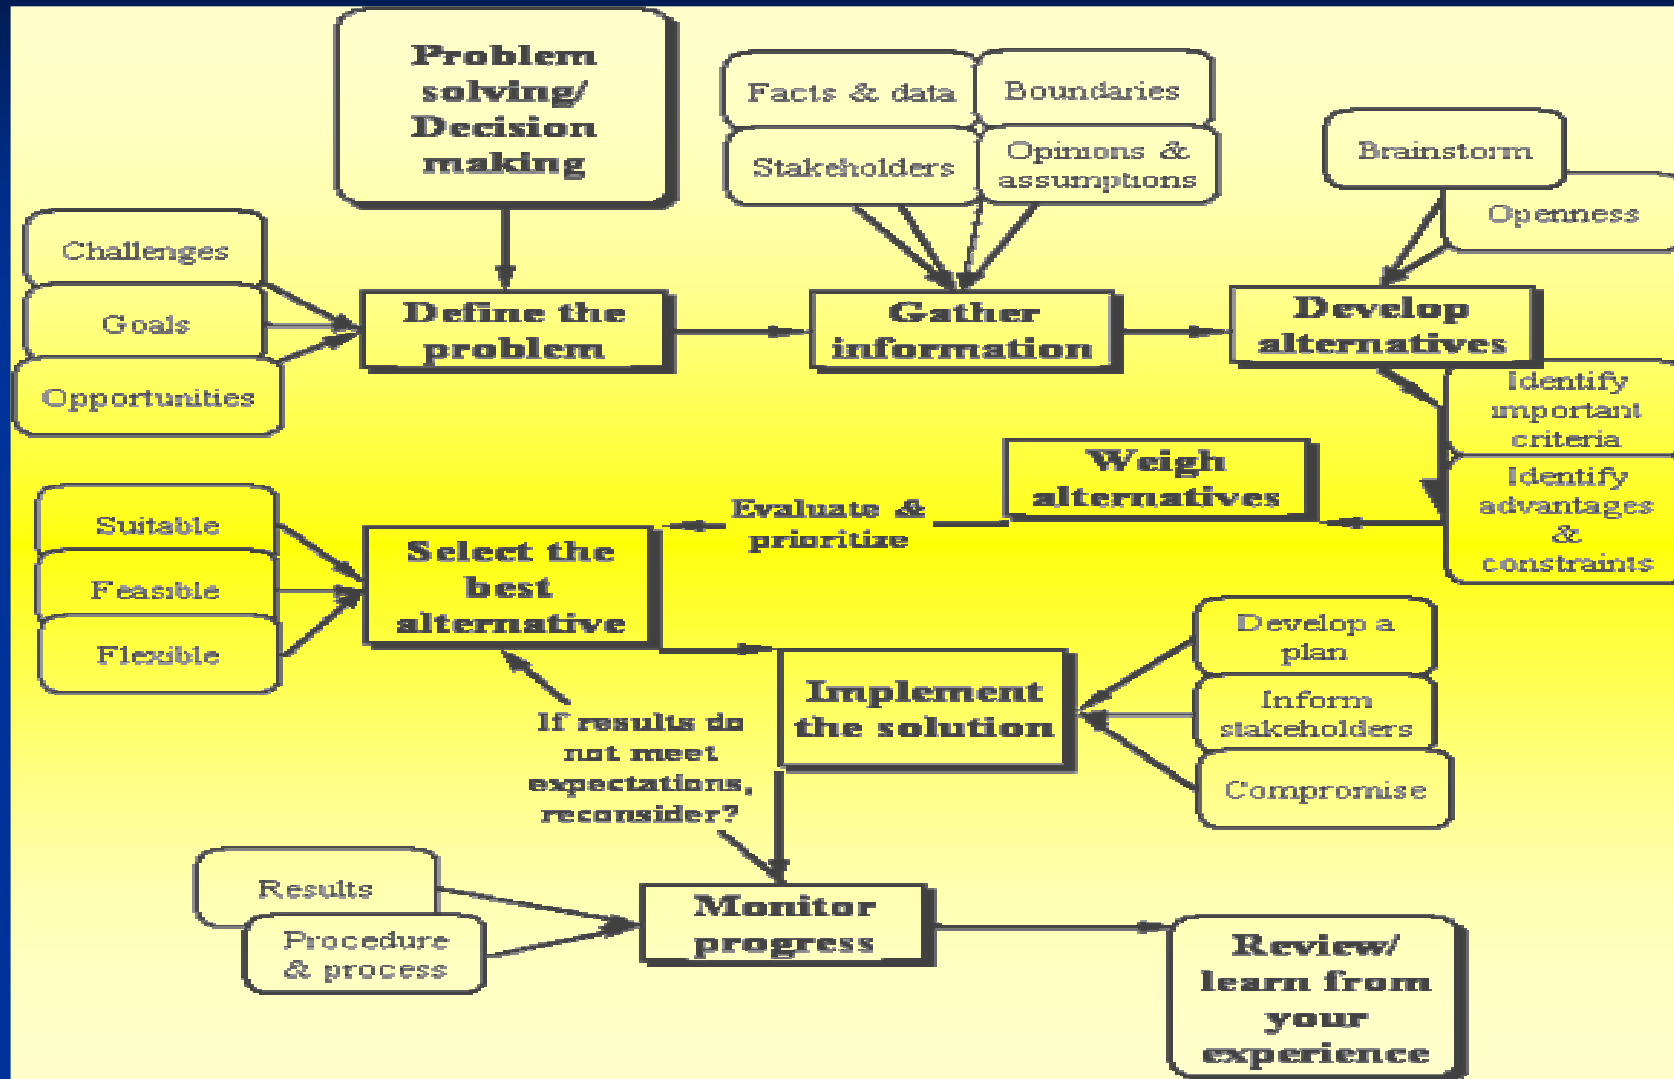 Problem
solving/
Decision
making
Facts & data
Boundaries
Stakeholders
Opinions &
assumptions
Brainstorm
Openness
Challenges
Goals
Opportunities
Define the
problem
Gather
information
Develop
alternatives
Identify
important
criteria
Identify
advantages
&
constraints
Weigh
alternatives
Evaluate &
prioritize
Suitable
Feasible
Flexible
Select the
best
alternative
Implement
the solution
Develop a
plan
Inform
stakeholders
Compromise
If results do
not meet
expectations,
reconsider?
Results
Procedure
& process
Monitor
progress
Review/
learn from
your
experience